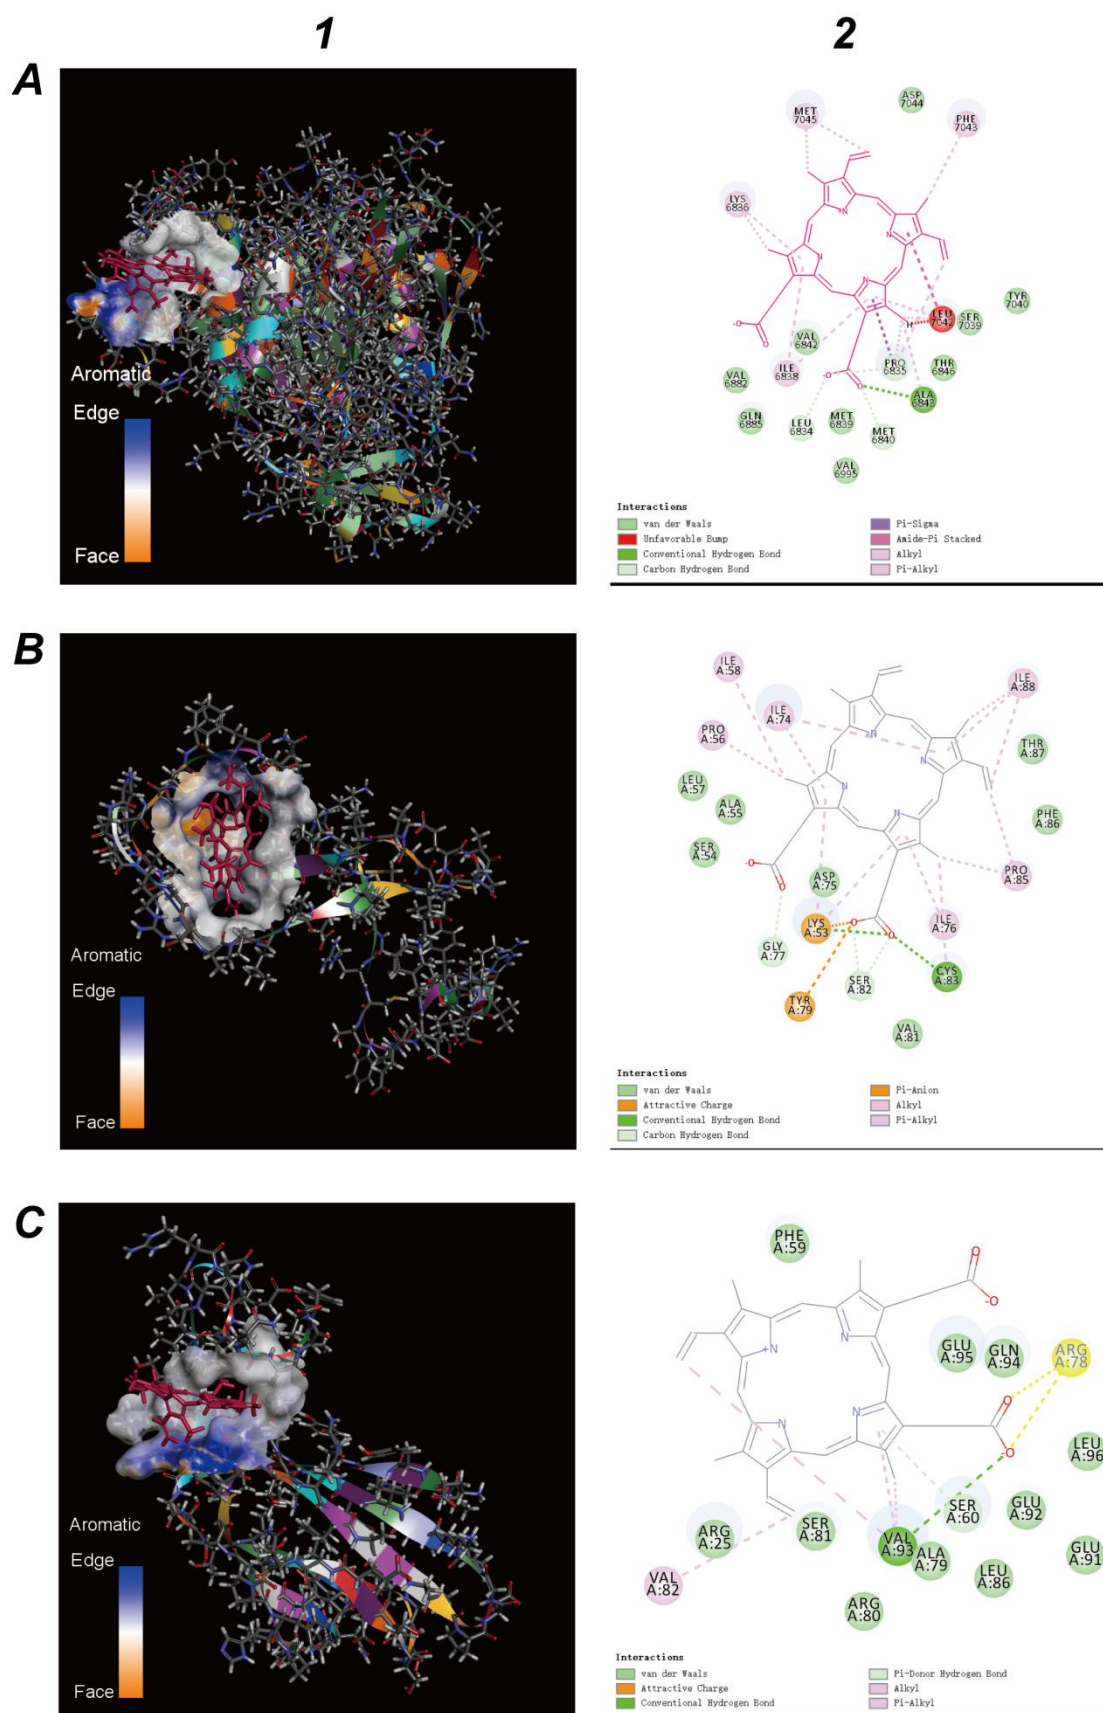 1
2
A
Aromatic
Edge
Face
MET
7045
ASP
7044
PHE
7043
LYS
6836
N
N
N
N
TYR
7040
LEU
7042
SER
7039
H
-O
O
VAL
6842
PRO
6835
THR
6846
ILE
6838
-O
O
VAL
6882
ALA
6843
GLN
6885
LEU
6834
MET
6839
MET
6840
VAL
6995
Interactions
van der Waals
Unfavorable Bump
Conventional Hydrogen Bond
Carbon Hydrogen Bond
Pi-Sigma
Amide-Pi Stacked
Alkyl
Pi-Alkyl
B
Aromatic
Edge
Face
ILE
A:58
ILE
A:74
ILE
A:88
PRO
A:56
THR
A:87
N
N
N
N
LEU
A:57
ALA
A:55
PHE
A:86
SER
A:54
-O
O
ASP
A:75
PRO
A:85
LYS
A:53
-O
O
ILE
A:76
GLY
A:77
SER
A:82
CYS
A:83
TYR
A:79
VAL
A:81
Interactions
van der Waals
Attractive Charge
Conventional Hydrogen Bond
Carbon Hydrogen Bond
Pi-Anion
Alkyl
Pi-Alkyl
C
Aromatic
Edge
Face
PHE
A:59
O
-O
N
N+
GLU
A:95
GLN
A:94
ARG
A:78
N
N
O
-O
LEU
A:96
ARG
A:25
SER
A:81
SER
A:60
GLU
A:92
VAL
A:93
ALA
A:79
GLU
A:91
VAL
A:82
LEU
A:86
ARG
A:80
Interactions
van der Waals
Attractive Charge
Conventional Hydrogen Bond
Pi-Donor Hydrogen Bond
Alkyl
Pi-Alkyl